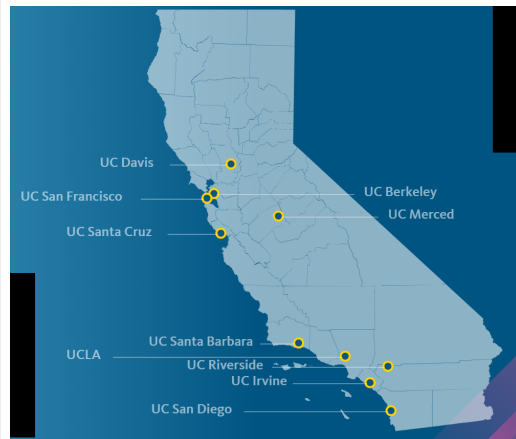 UC Davis
UC Berkeley
UC San Francisco
UC Merced
UC Santa Cruz
UC Santa Barbara
UCLA
UC Riverside
UC Irvine
UC San Diego